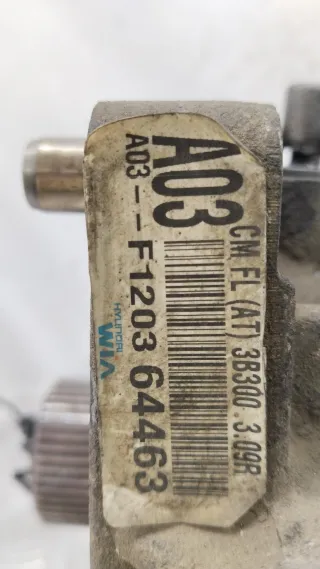 A03
CM FL (AT) 3B300 3.09R
A03--F1203 64463
HYUNDAI
WIA